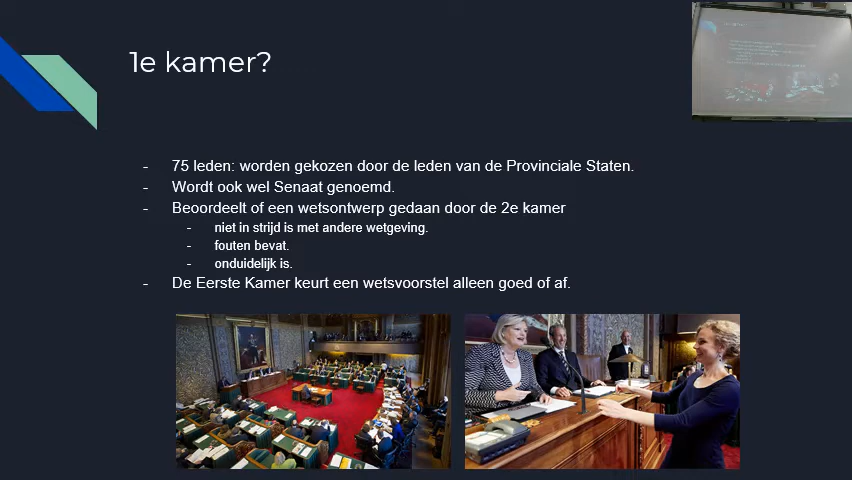 1e kamer?
- 75 leden: worden gekozen door de leden van de Provinciale Staten.
- Wordt ook wel Senaat genoemd.
- Beoordeelt of een wetsontwerp gedaan door de 2e kamer
- niet in strijd is met andere wetgeving.
- fouten bevat.
- onduidelijk is.
- De Eerste Kamer keurt een wetsvoorstel alleen goed of af.